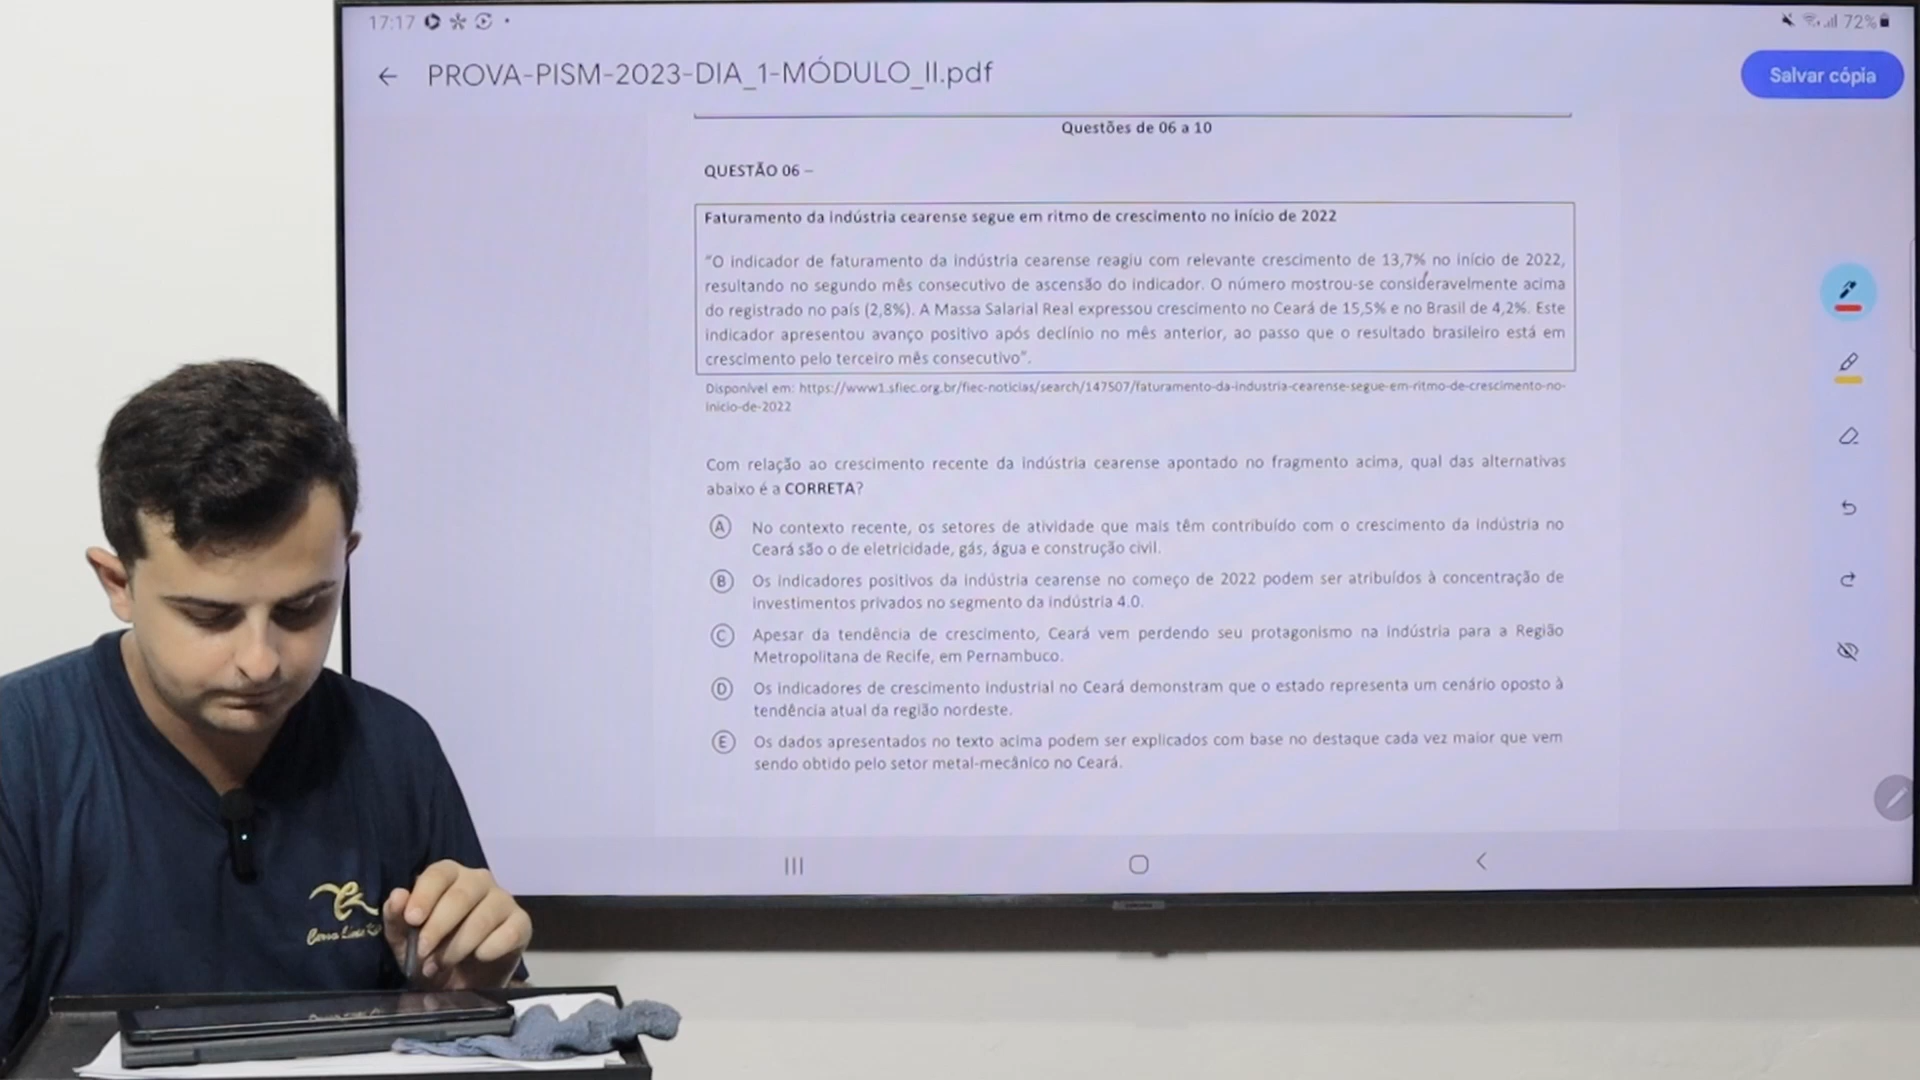 17:17
72%
PROVA-PISM-2023-DIA_1-MÓDULO_II.pdf
Salvar cópia
Questões de 06 a 10
QUESTÃO 06 –
Faturamento da indústria cearense segue em ritmo de crescimento no início de 2022
"O indicador de faturamento da indústria cearense reagiu com relevante crescimento de 13,7% no início de 2022,
resultando no segundo mês consecutivo de ascensão do indicador. O número mostrou-se consideravelmente acima
do registrado no país (2,8%). A Massa Salarial Real expressou crescimento no Ceará de 15,5% e no Brasil de 4,2%. Este
indicador apresentou avanço positivo após declínio no mês anterior, ao passo que o resultado brasileiro está em
crescimento pelo terceiro mês consecutivo".
Disponível em: https://www1.sfiec.org.br/fiec-noticias/search/147507/faturamento-da-industria-cearense-segue-em-ritmo-de-crescimento-no-
inicio-de-2022
Com relação ao crescimento recente da indústria cearense apontado no fragmento acima, qual das alternativas
abaixo é a CORRETA?
A No contexto recente, os setores de atividade que mais têm contribuído com o crescimento da indústria no
Ceará são o de eletricidade, gás, água e construção civil.
B Os indicadores positivos da indústria cearense no começo de 2022 podem ser atribuídos à concentração de
investimentos privados no segmento da indústria 4.0.
C Apesar da tendência de crescimento, Ceará vem perdendo seu protagonismo na indústria para a Região
Metropolitana de Recife, em Pernambuco.
D Os indicadores de crescimento industrial no Ceará demonstram que o estado representa um cenário oposto à
tendência atual da região nordeste.
E Os dados apresentados no texto acima podem ser explicados com base no destaque cada vez maior que vem
sendo obtido pelo setor metal-mecânico no Ceará.